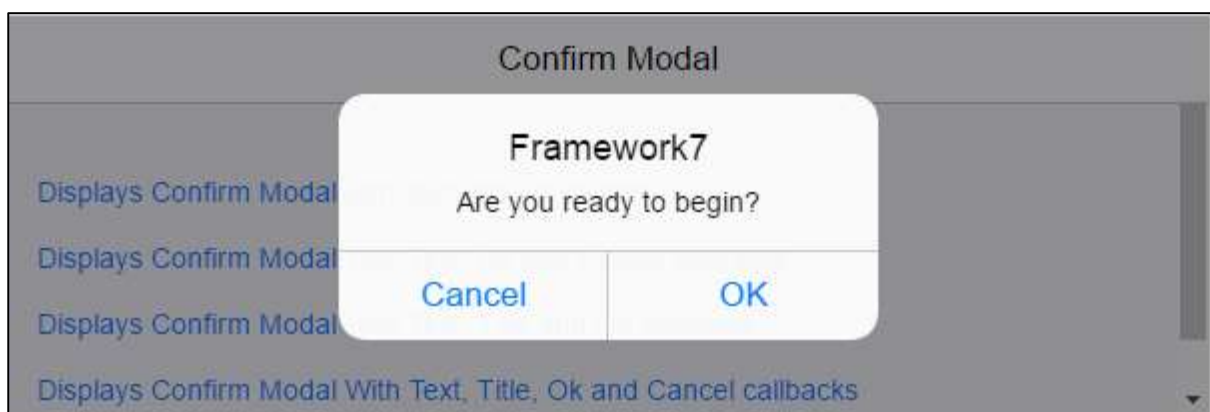 Confirm Modal
Framework7
Are you ready to begin?
Displays Confirm Modal
Displays Confirm Modal
Cancel OK
Displays Confirm Modal
Displays Confirm Modal With Text, Title, Ok and Cancel callbacks